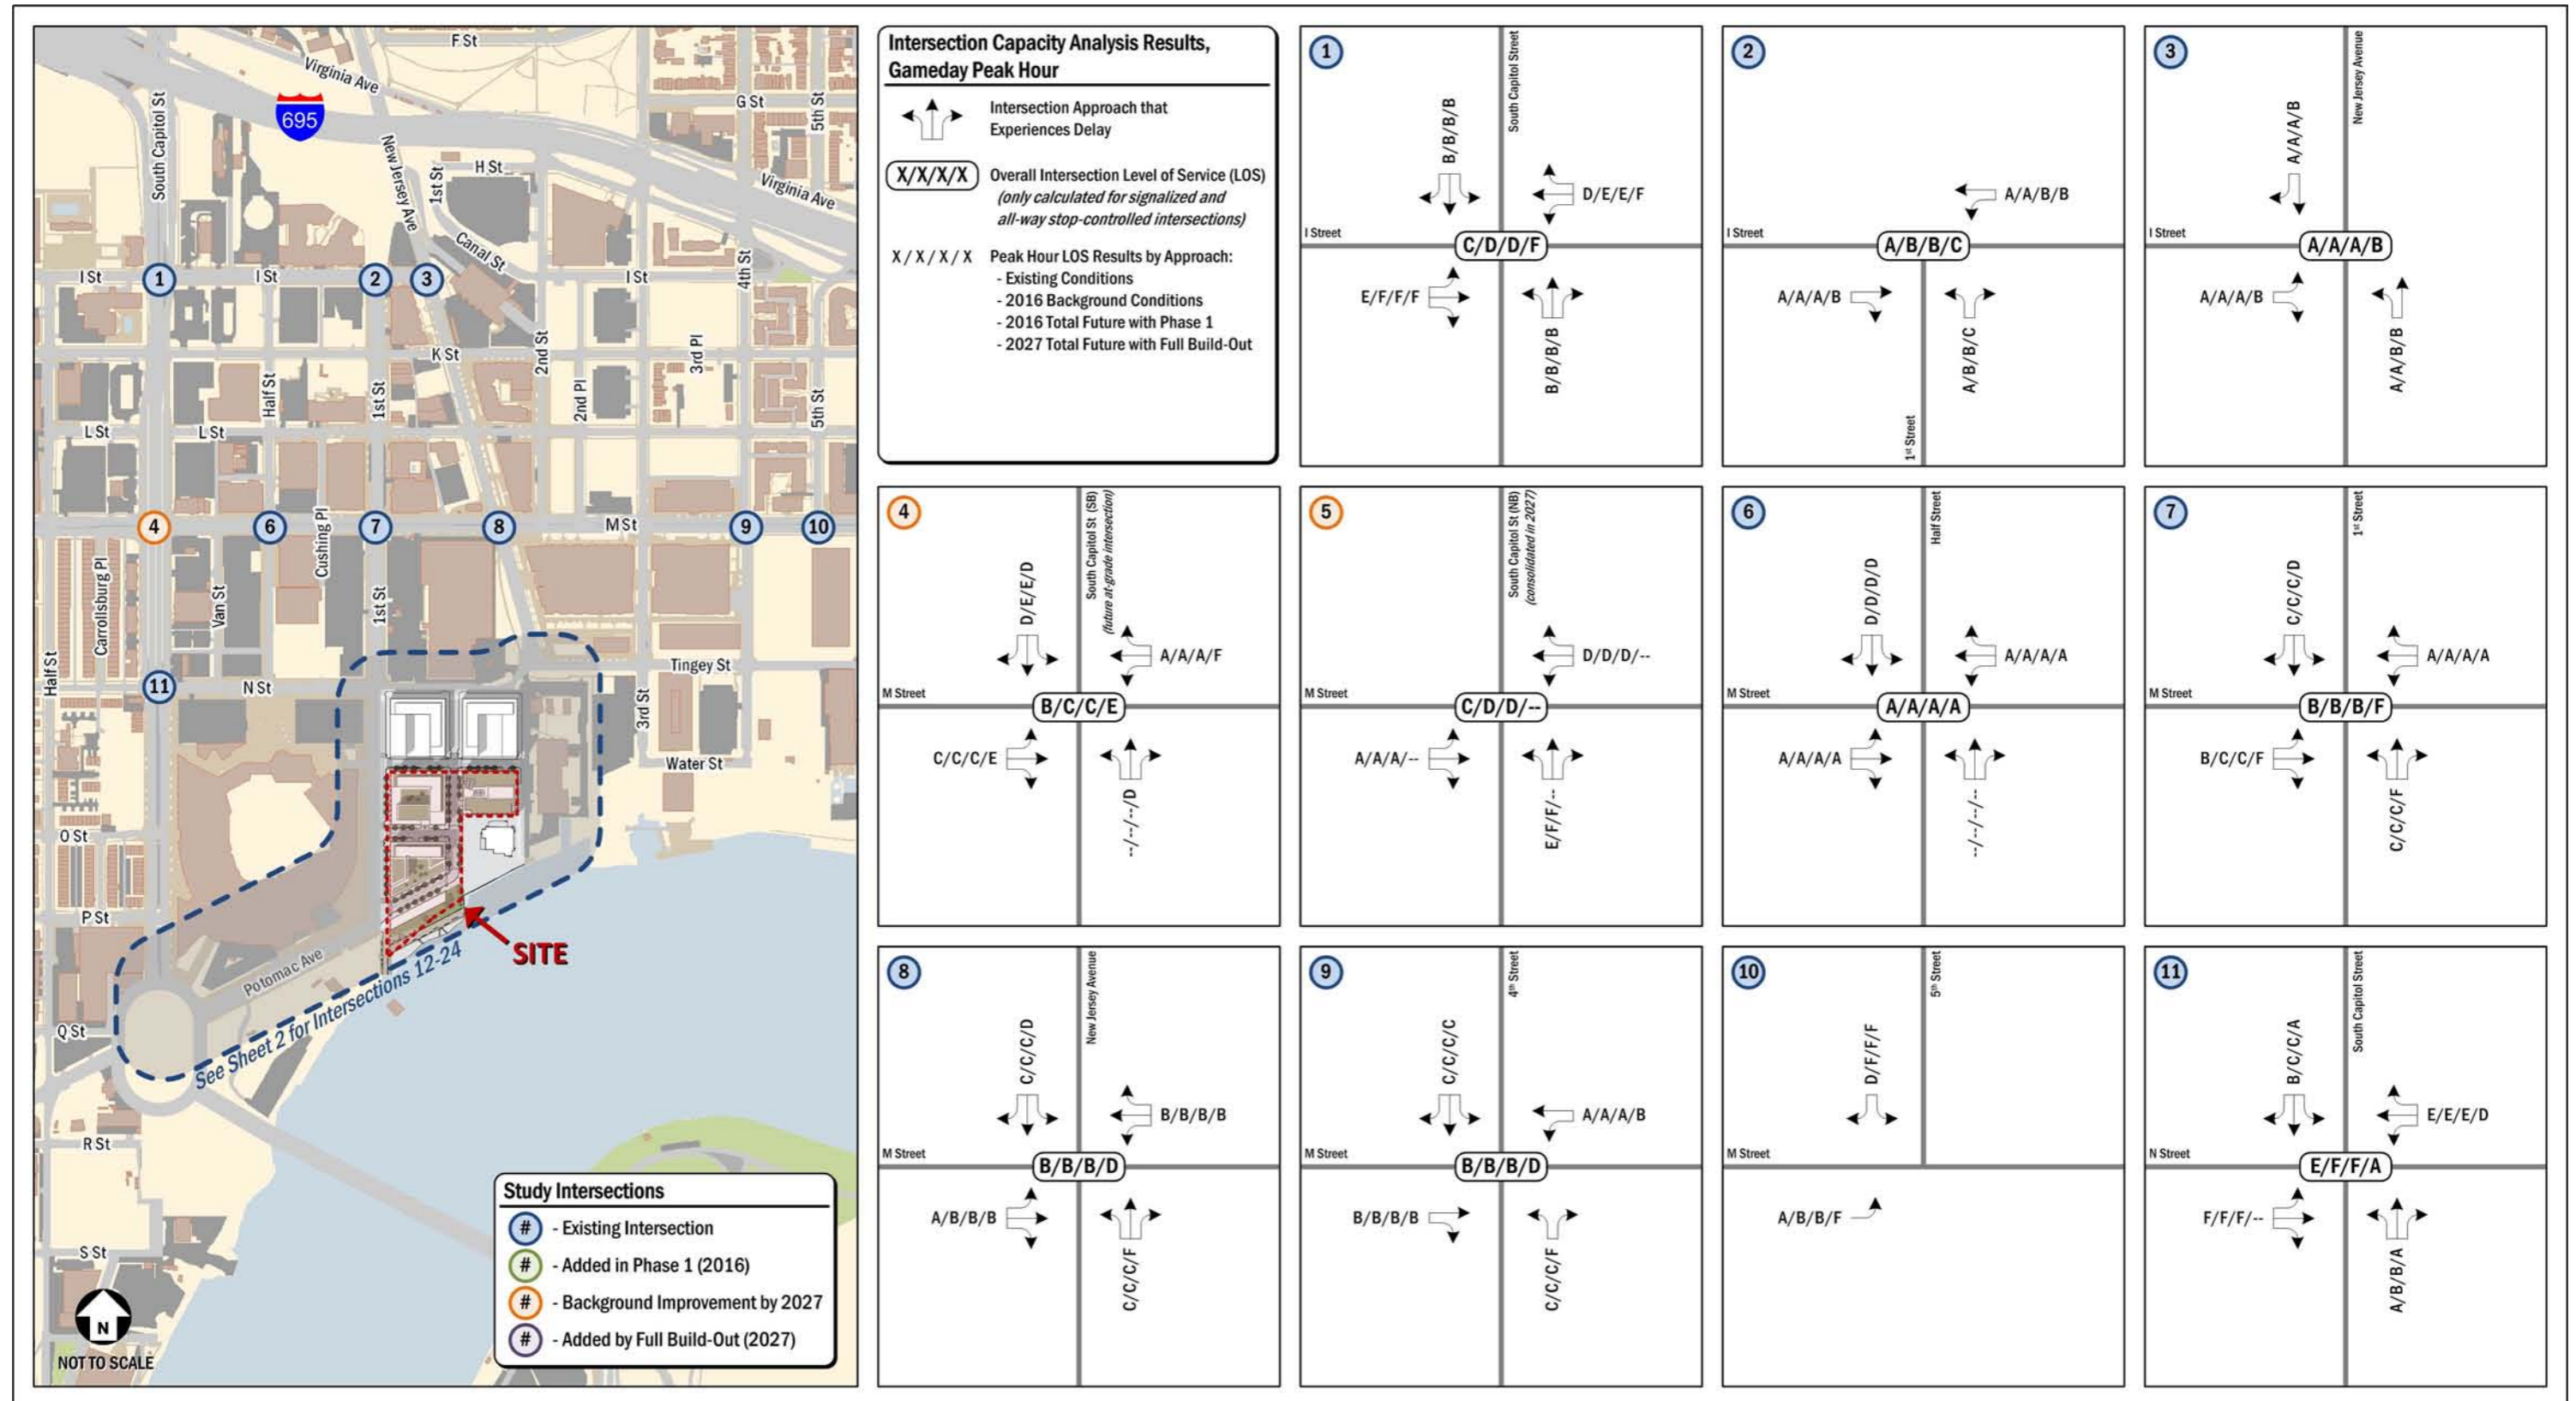 F St
Virginia Ave
695
G St
5th St
South Capitol St
New Jersey Ave
1st St
H St
Virginia Ave
Canal St
4th St
I St
1
I St
2
3
I St
K St
2nd St
3rd Pl
Half St
1st St
2nd Pl
5th St
L St
L St
4
6
Cushing Pl
7
8
M St
9
10
Carrollsburg Pl
Van St
1st St
Half St
11
N St
Tingey St
3rd St
Water St
O St
P St
SITE
Potomac Ave
See Sheet 2 for Intersections 12-24
Q St
R St
S St
N
NOT TO SCALE
Study Intersections
# - Existing Intersection
# - Added in Phase 1 (2016)
# - Background Improvement by 2027
# - Added by Full Build-Out (2027)
Intersection Capacity Analysis Results,
Gameday Peak Hour
Intersection Approach that
Experiences Delay
X/X/X/X Overall Intersection Level of Service (LOS)
(only calculated for signalized and
all-way stop-controlled intersections)
X / X / X / X Peak Hour LOS Results by Approach:
- Existing Conditions
- 2016 Background Conditions
- 2016 Total Future with Phase 1
- 2027 Total Future with Full Build-Out
1
South Capitol Street
B/B/B/B
D/E/E/F
I Street
C/D/D/F
E/F/F/F
B/B/B/B
2
A/A/B/B
I Street
A/B/B/C
A/A/A/B
A/B/B/C
1st Street
3
New Jersey Avenue
A/A/A/B
I Street
A/A/A/B
A/A/A/B
A/A/B/B
4
South Capitol St (SB)
(future at-grade intersection)
D/E/E/D
A/A/A/F
M Street
B/C/C/E
C/C/C/E
--/--/--/D
5
South Capitol St (NB)
(consolidated in 2027)
D/D/D/--
M Street
C/D/D/--
A/A/A/--
E/F/F/--
6
Half Street
D/D/D/D
A/A/A/A
M Street
A/A/A/A
A/A/A/A
--/--/--/--
7
1st Street
C/C/C/D
A/A/A/A
M Street
B/B/B/F
B/C/C/F
C/C/C/F
8
New Jersey Avenue
C/C/C/D
B/B/B/B
M Street
B/B/B/D
A/B/B/B
C/C/C/F
9
4th Street
C/C/C/C
A/A/A/B
M Street
B/B/B/D
B/B/B/B
C/C/C/F
10
5th Street
D/F/F/F
M Street
A/B/B/F
11
South Capitol Street
B/C/C/A
E/E/E/D
N Street
E/F/F/A
F/F/F/--
A/B/B/A